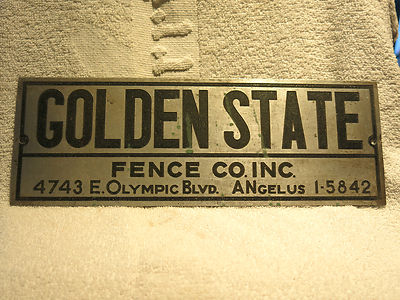 GOLDEN STATE
FENCE CO. INC.
4743 E. OLYMPIC BLVD. ANGELUS 1-5842